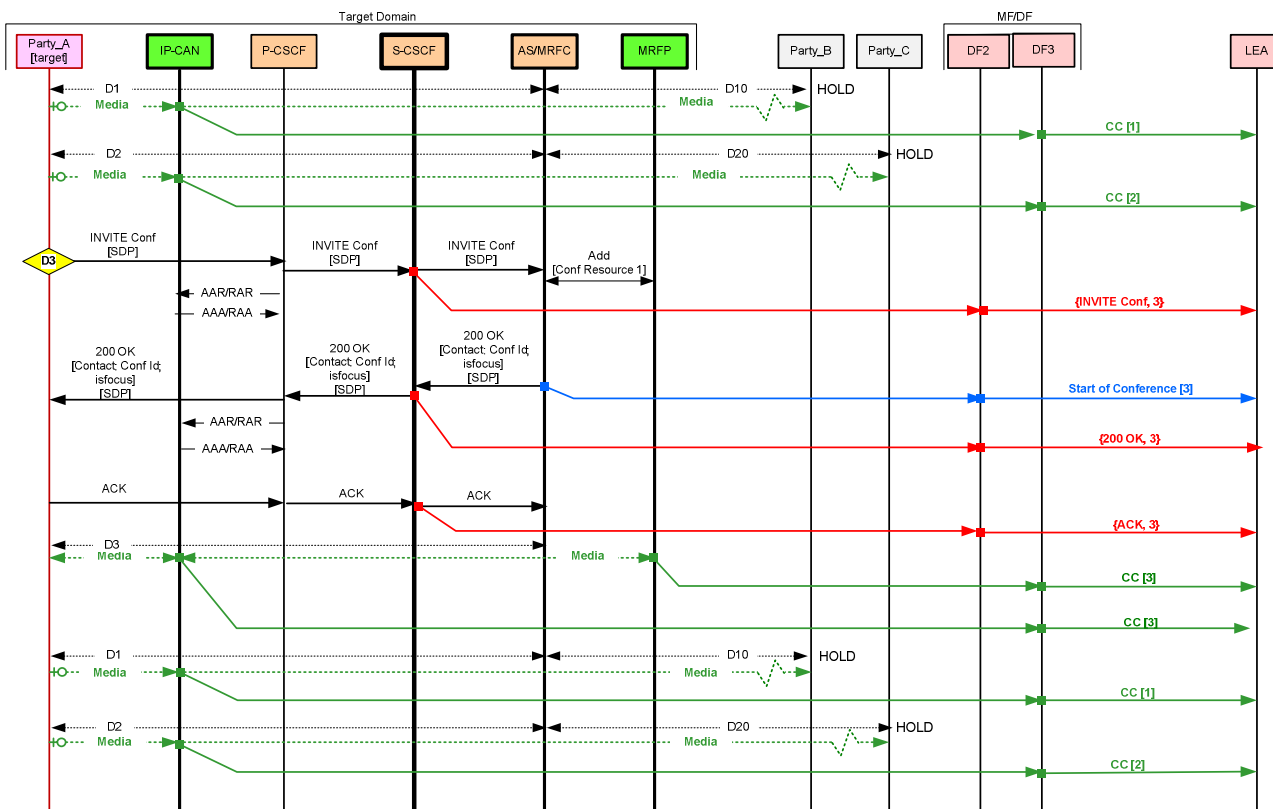 Target Domain
MF/DF
Party_A
[target]
IP-CAN
P-CSCF
S-CSCF
AS/MRFC
MRFP
Party_B
Party_C
DF2
DF3
LEA
D1
D10
HOLD
Media
Media
CC [1]
D2
D20
HOLD
Media
Media
CC [2]
D3
INVITE Conf
[SDP]
INVITE Conf
[SDP]
INVITE Conf
[SDP]
Add
[Conf Resource 1]
AAR/RAR
{INVITE Conf, 3}
AAA/RAA
200 OK
[Contact: Conf Id;
isfocus]
[SDP]
200 OK
[Contact: Conf Id;
isfocus]
[SDP]
200 OK
[Contact: Conf Id;
isfocus]
[SDP]
Start of Conference [3]
AAR/RAR
{200 OK, 3}
AAA/RAA
ACK
ACK
ACK
{ACK, 3}
D3
Media
Media
CC [3]
CC [3]
D1
D10
HOLD
Media
Media
CC [1]
D2
D20
HOLD
Media
Media
CC [2]